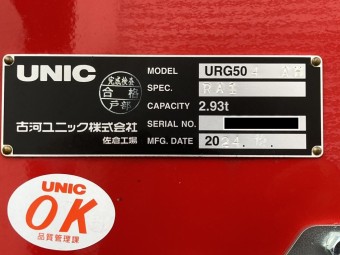 UNIC
完成検査
合格
戸部
古河ユニック株式会社
佐倉工場
MODEL URG50
SPEC.
CAPACITY 2.93t
SERIAL NO.
MFG. DATE 20
UNIC
OK
品質管理課